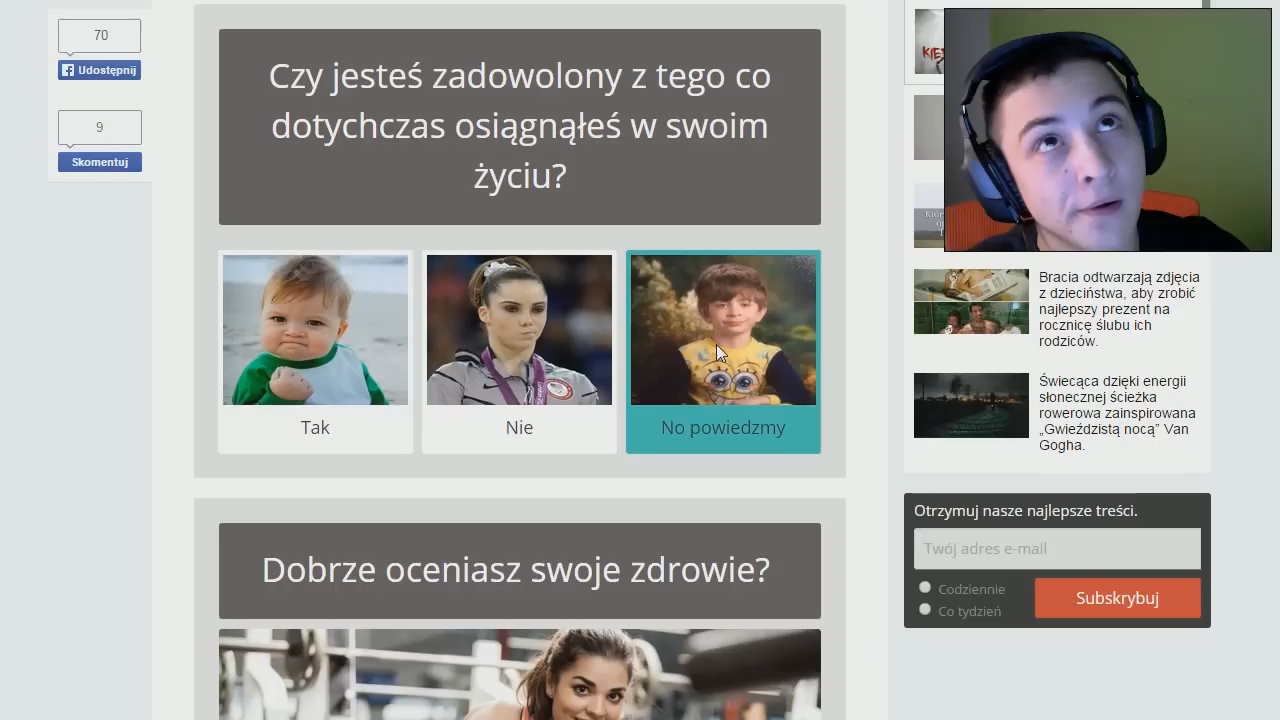 70
Udostępnij
9
Skomentuj
Czy jesteś zadowolony z tego co
dotychczas osiągnąłeś w swoim
życiu?
Tak
Nie
No powiedzmy
Dobrze oceniasz swoje zdrowie?
Bracia odtwarzają zdjęcia
z dzieciństwa, aby zrobić
najlepszy prezent na
rocznicę ślubu ich
rodziców.
Świecąca dzięki energii
słonecznej ścieżka
rowerowa zainspirowana
„Gwieździstą nocą” Van
Gogha.
Otrzymuj nasze najlepsze treści.
Twój adres e-mail
Codziennie
Co tydzień
Subskrybuj